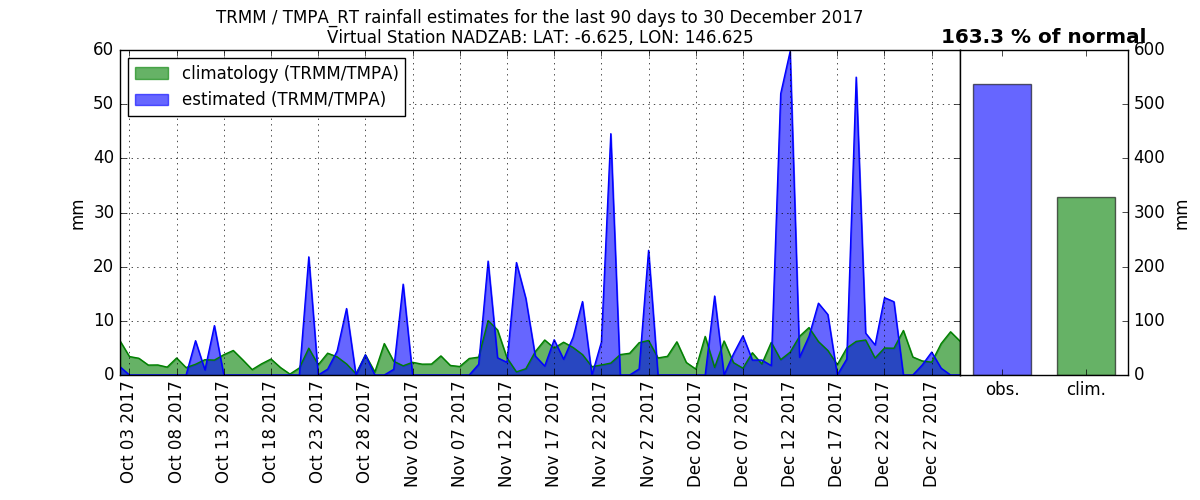 TRMM / TMPA_RT rainfall estimates for the last 90 days to 30 December 2017
Virtual Station NADZAB: LAT: -6.625, LON: 146.625
163.3 % of normal
climatology (TRMM/TMPA)
estimated (TRMM/TMPA)
60
50
40
30
20
10
0
mm
Oct 03 2017
Oct 08 2017
Oct 13 2017
Oct 18 2017
Oct 23 2017
Oct 28 2017
Nov 02 2017
Nov 07 2017
Nov 12 2017
Nov 17 2017
Nov 22 2017
Nov 27 2017
Dec 02 2017
Dec 07 2017
Dec 12 2017
Dec 17 2017
Dec 22 2017
Dec 27 2017
600
500
400
300
200
100
0
mm
obs.
clim.